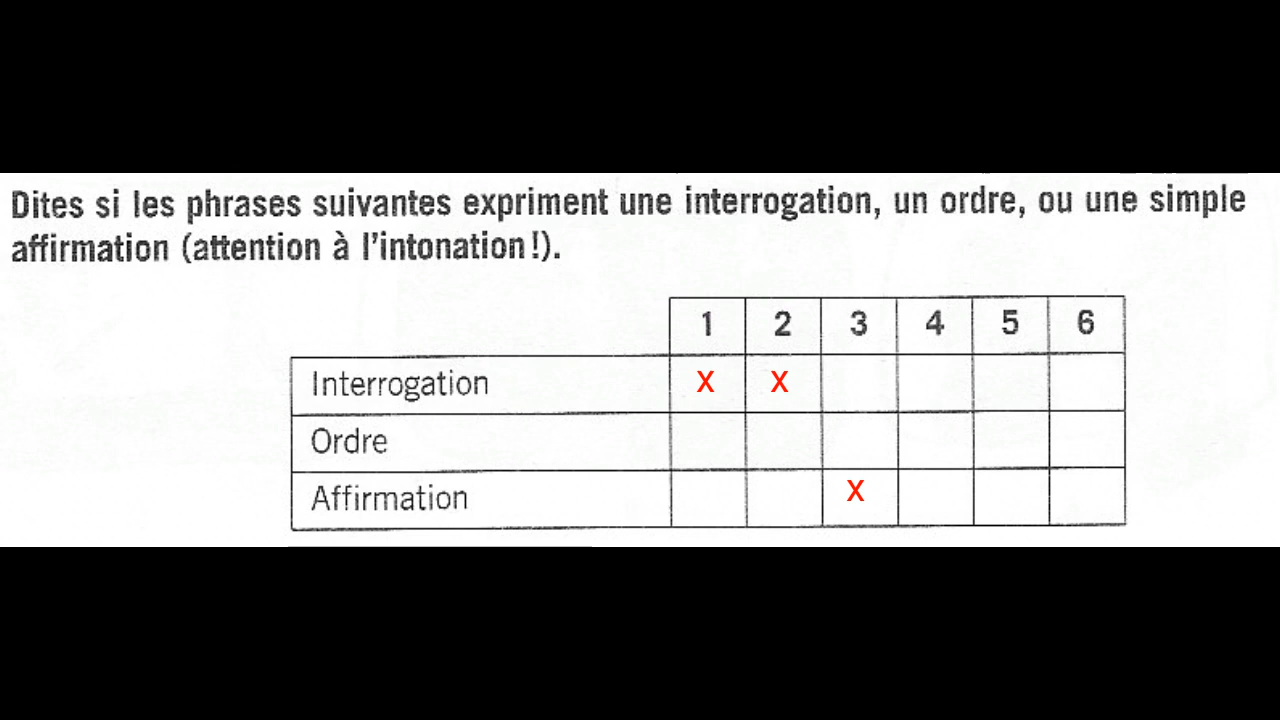 Dites si les phrases suivantes expriment une interrogation, un ordre, ou une simple
affirmation (attention à l'intonation !).
1 2 3 4 5 6
Interrogation X X
Ordre
Affirmation X